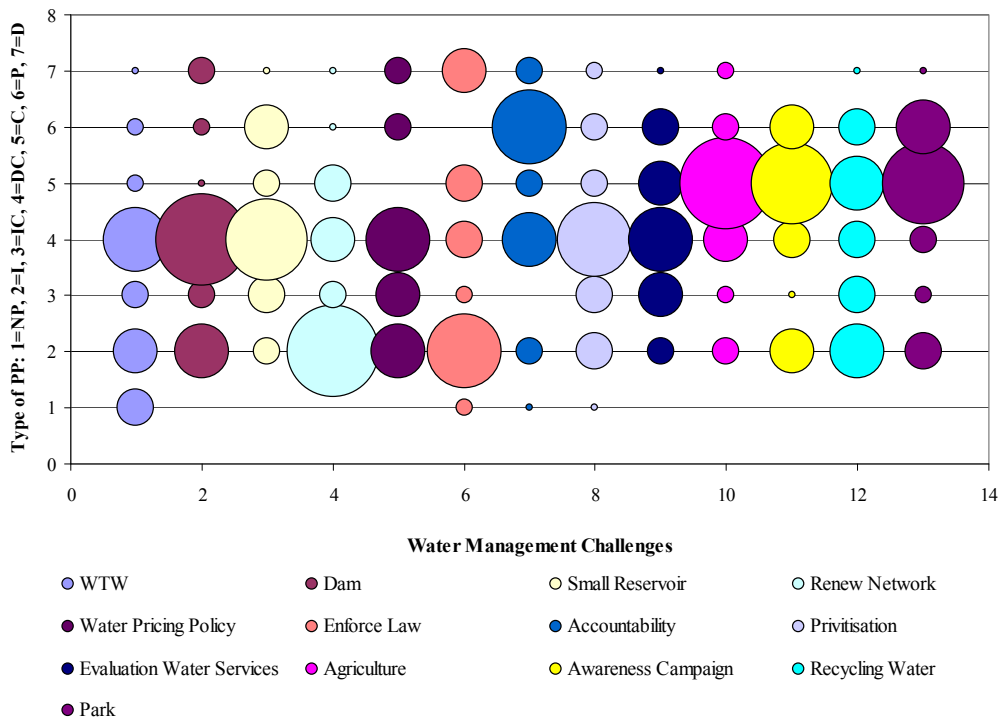 Type of PP: 1=NP, 2=I, 3=IC, 4=DC, 5=C, 6=P, 7=D
8
7
6
5
4
3
2
1
0
0 2 4 6 8 10 12 14
Water Management Challenges
WTW Dam Small Reservoir Renew Network
Water Pricing Policy Enforce Law Accountability Privitisation
Evaluation Water Services Agriculture Awareness Campaign Recycling Water
Park